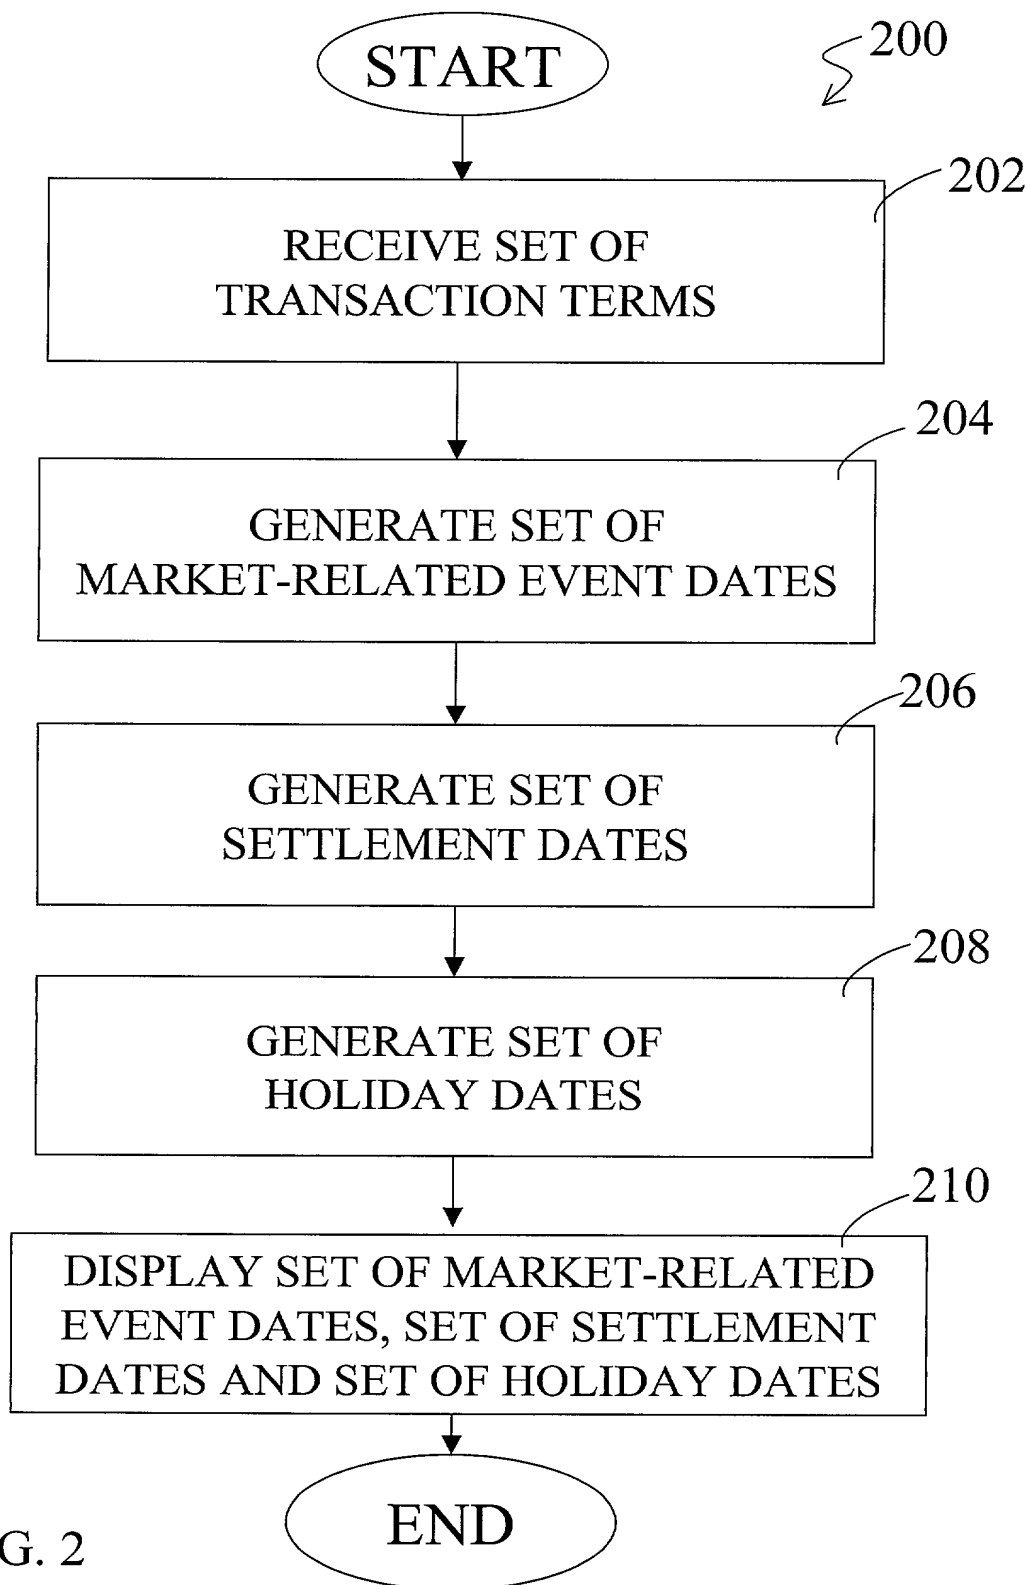 START
200
202
RECEIVE SET OF
TRANSACTION TERMS
204
GENERATE SET OF
MARKET-RELATED EVENT DATES
206
GENERATE SET OF
SETTLEMENT DATES
208
GENERATE SET OF
HOLIDAY DATES
210
DISPLAY SET OF MARKET-RELATED
EVENT DATES, SET OF SETTLEMENT
DATES AND SET OF HOLIDAY DATES
END
G. 2